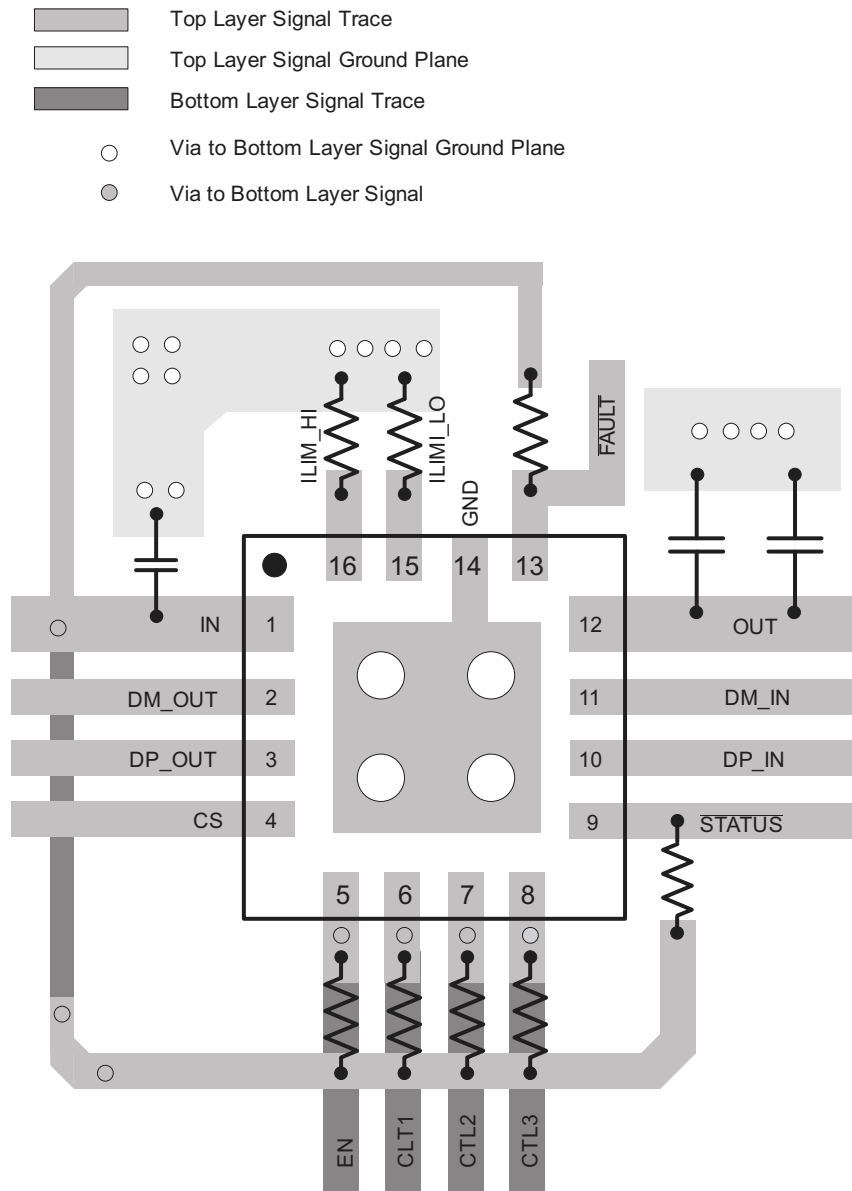 Top Layer Signal Trace
Top Layer Signal Ground Plane
Bottom Layer Signal Trace
Via to Bottom Layer Signal Ground Plane
Via to Bottom Layer Signal
ILIM_HI
ILIMI_LO
FAULT
GND
16
15
14
13
IN
1
12
OUT
DM_OUT
2
11
DM_IN
DP_OUT
3
10
DP_IN
CS
4
9
STATUS
5
6
7
8
EN
CLT1
CTL2
CTL3